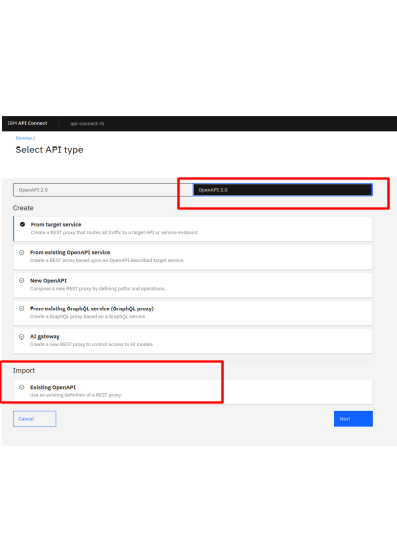 IBM API Connect api-connect-rb
Develop /
Select API type
OpenAPI 2.0 OpenAPI 3.0
Create
From target service
Create a REST proxy that routes all traffic to a target API or service endpoint.
From existing OpenAPI service
Create a REST proxy based upon an OpenAPI described target service.
New OpenAPI
Compose a new REST proxy by defining paths and operations.
From existing GraphQL service (GraphQL proxy)
Create a GraphQL proxy based on a GraphQL service
AI gateway
Create a new REST proxy to control access to AI models
Import
Existing OpenAPI
Use an existing definition of a REST proxy.
Cancel Next